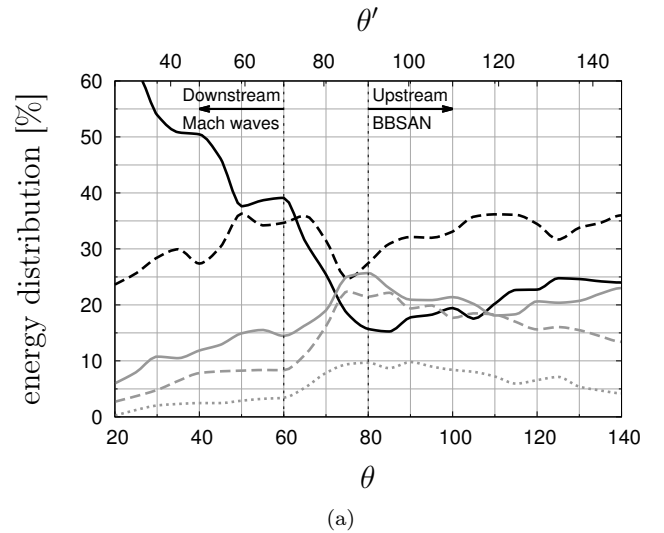 θ′
40 60 80 100 120 140
60
50
40
30
20
10
0
energy distribution [%]
Downstream
Mach waves
Upstream
BBSAN
20 40 60 80 100 120 140
θ
(a)